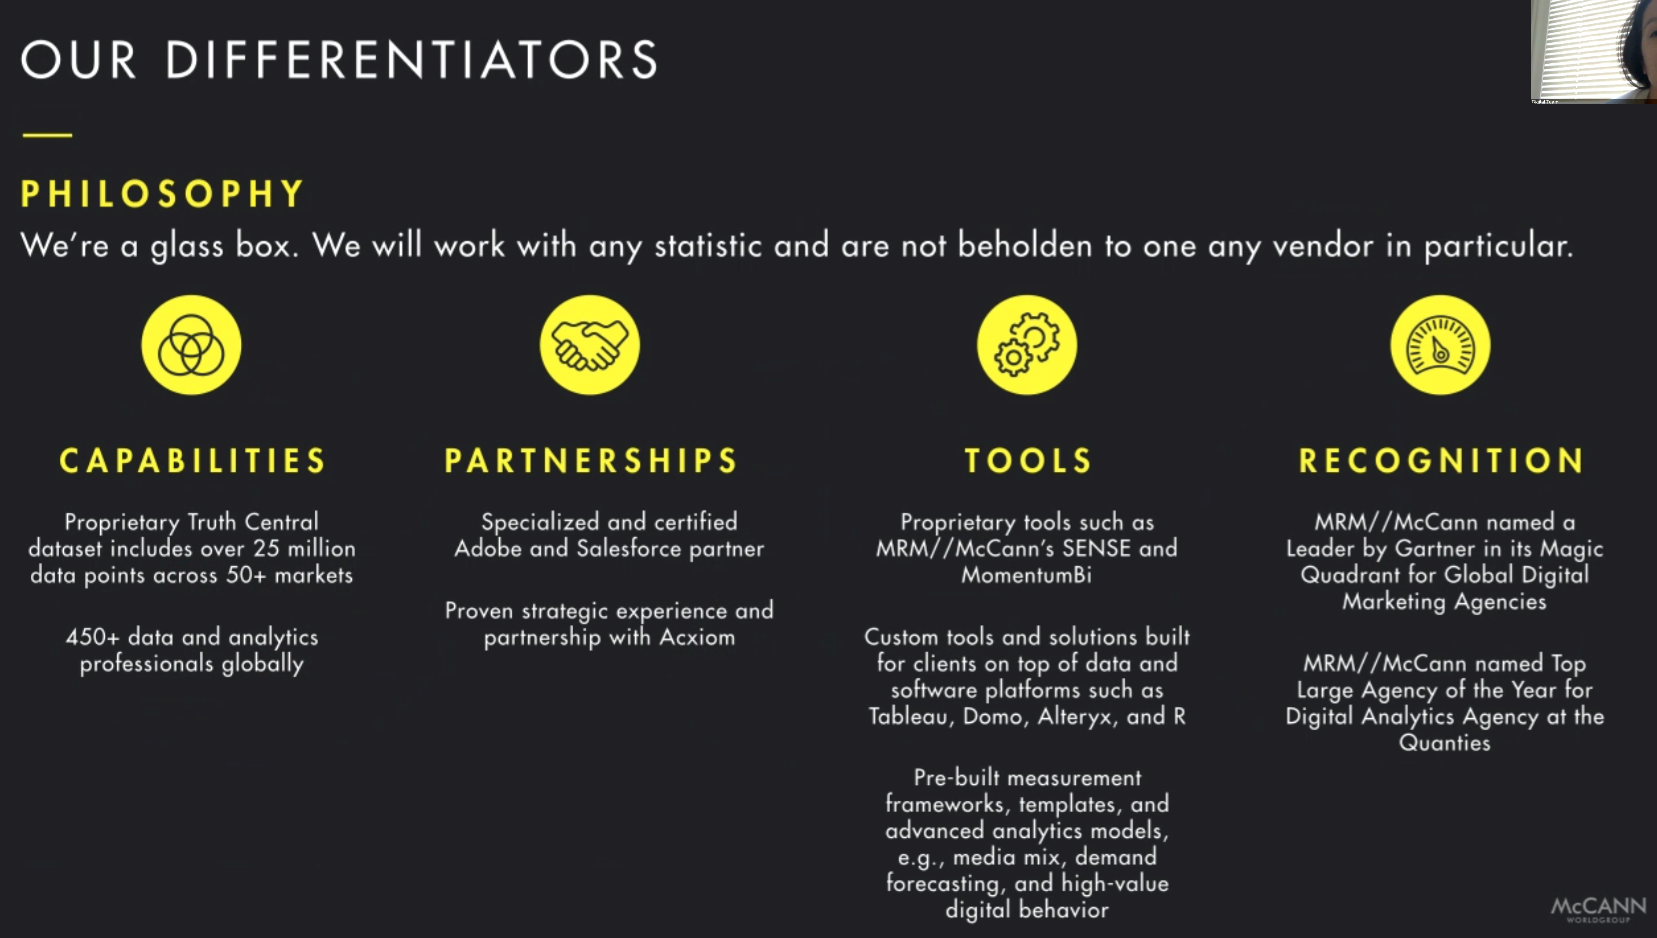 OUR DIFFERENTIATORS
PHILOSOPHY
We're a glass box. We will work with any statistic and are not beholden to one any vendor in particular.
CAPABILITIES
Proprietary Truth Central
dataset includes over 25 million
data points across 50+ markets
450+ data and analytics
professionals globally
PARTNERSHIPS
Specialized and certified
Adobe and Salesforce partner
Proven strategic experience and
partnership with Acxiom
TOOLS
Proprietary tools such as
MRM//McCann's SENSE and
MomentumBi
Custom tools and solutions built
for clients on top of data and
software platforms such as
Tableau, Domo, Alteryx, and R
Pre-built measurement
frameworks, templates, and
advanced analytics models,
e.g., media mix, demand
forecasting, and high-value
digital behavior
RECOGNITION
MRM//McCann named a
Leader by Gartner in its Magic
Quadrant for Global Digital
Marketing Agencies
MRM//McCann named Top
Large Agency of the Year for
Digital Analytics Agency at the
Quanties
McCANN
WORLDGROUP